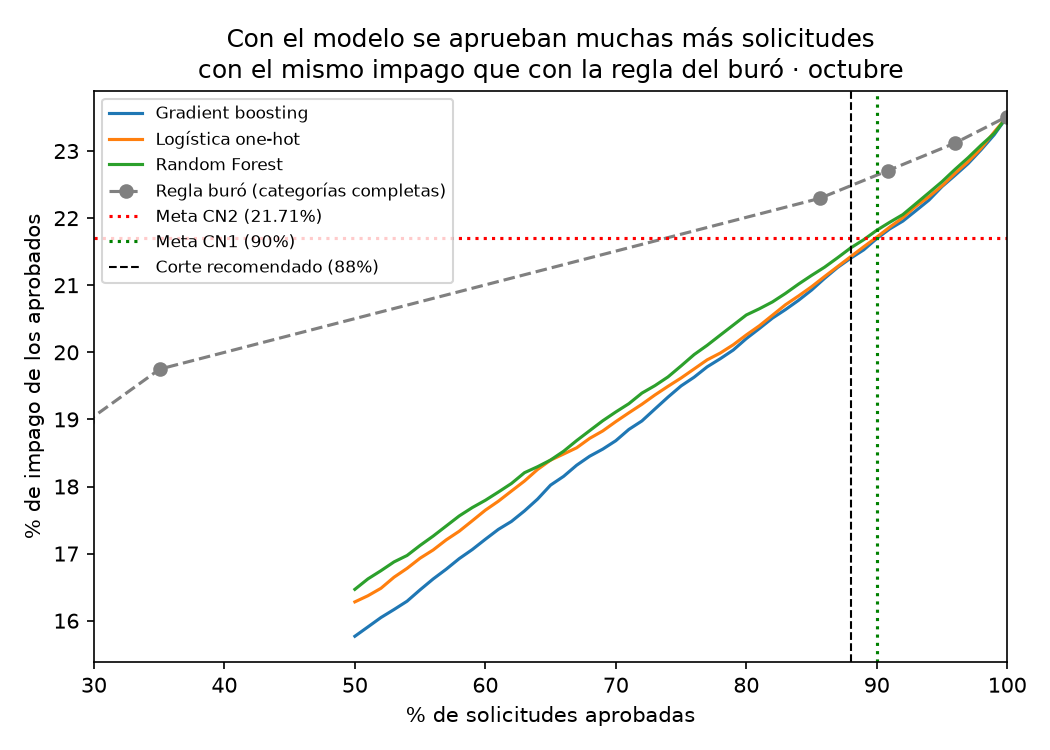 Con el modelo se aprueban muchas más solicitudes
con el mismo impago que con la regla del buró · octubre
Gradient boosting
Logística one-hot
Random Forest
Regla buró (categorías completas)
Meta CN2 (21.71%)
Meta CN1 (90%)
Corte recomendado (88%)
% de impago de los aprobados
23
22
21
20
19
18
17
16
30
40
50
60
70
80
90
100
% de solicitudes aprobadas